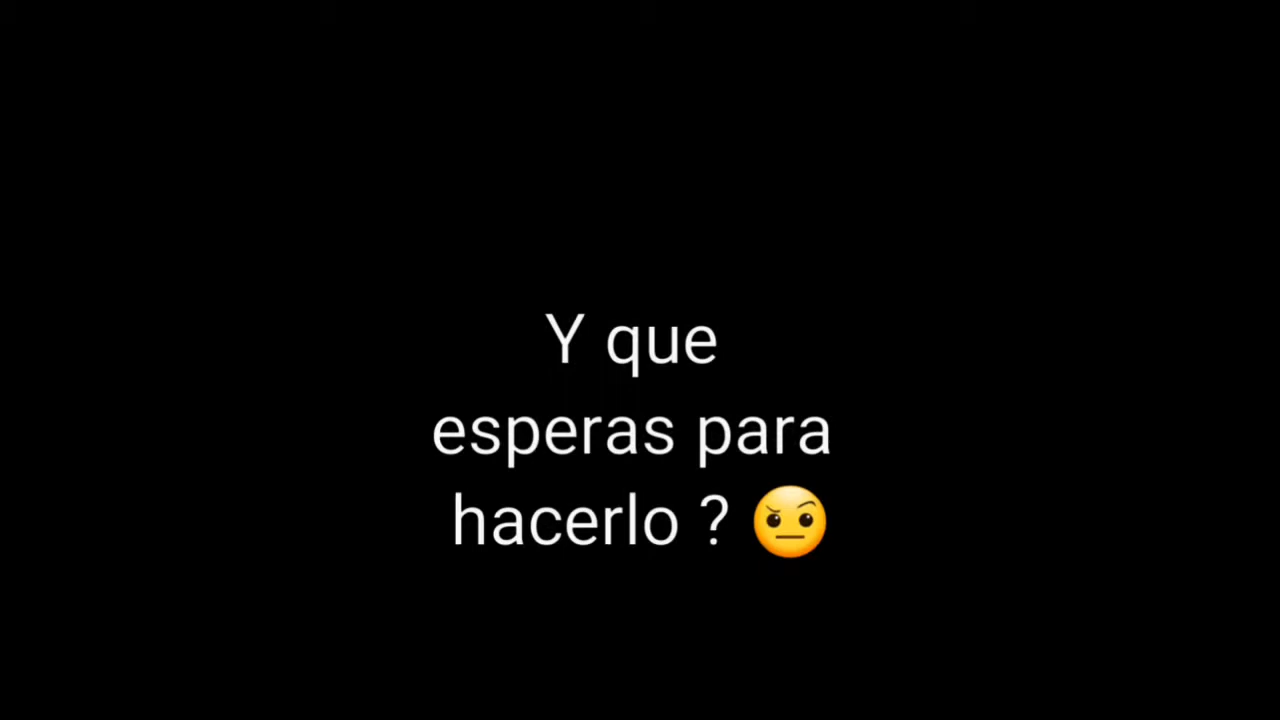 Y que
esperas para
hacerlo ? 🤨